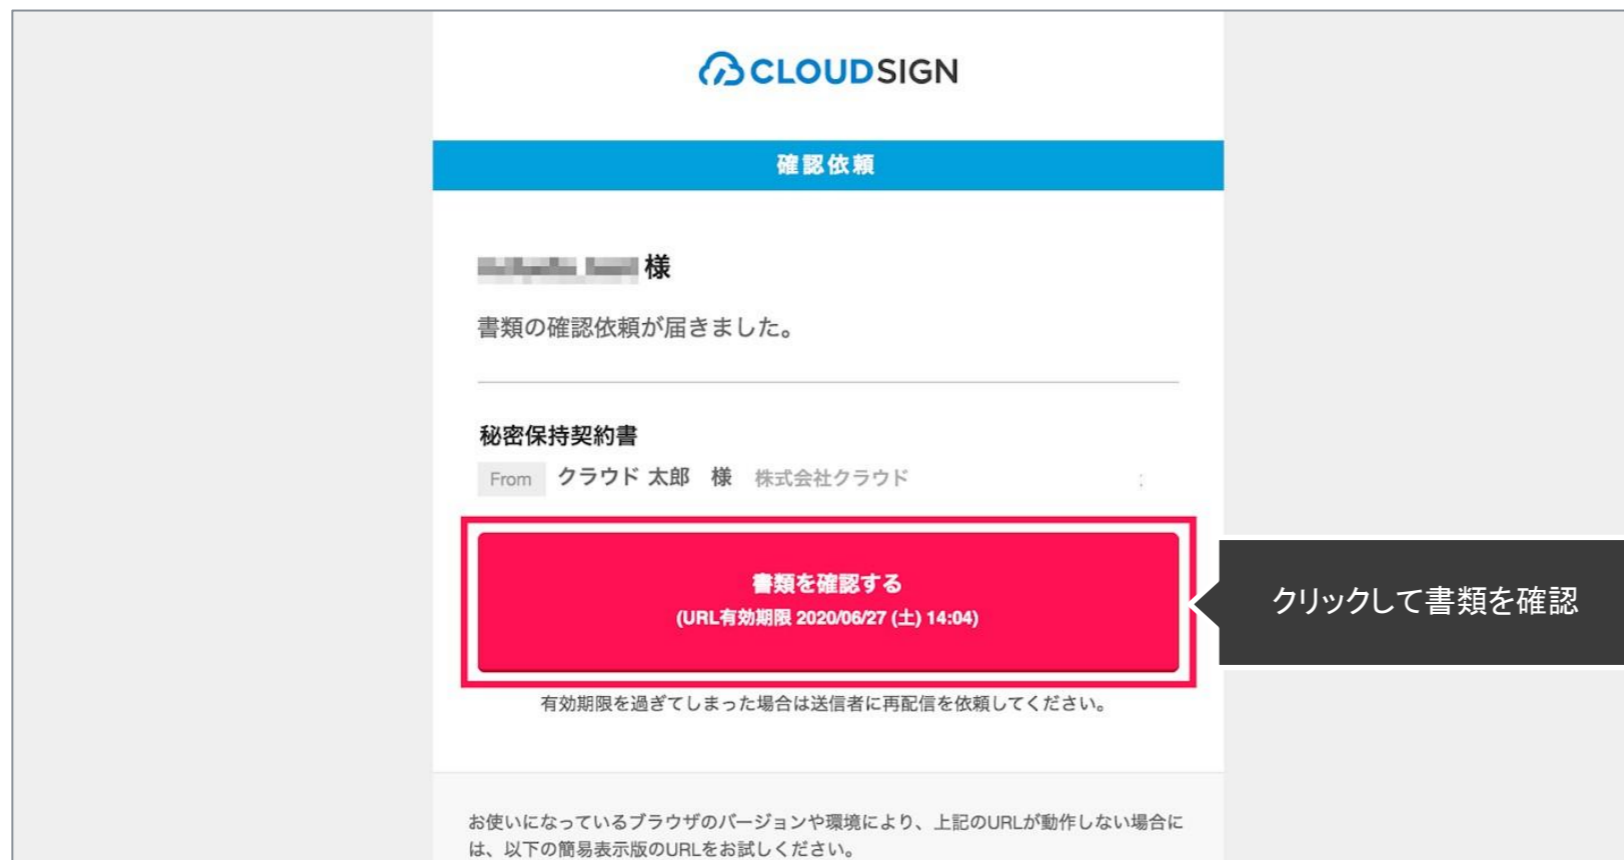 CLOUDSIGN
確認依頼
様
書類の確認依頼が届きました。
秘密保持契約書
From クラウド 太郎　様 株式会社クラウド
書類を確認する
(URL有効期限 2020/06/27 (土) 14:04)
クリックして書類を確認
有効期限を過ぎてしまった場合は送信者に再配信を依頼してください。
お使いになっているブラウザのバージョンや環境により、上記のURLが動作しない場合に
は、以下の簡易表示版のURLをお試しください。